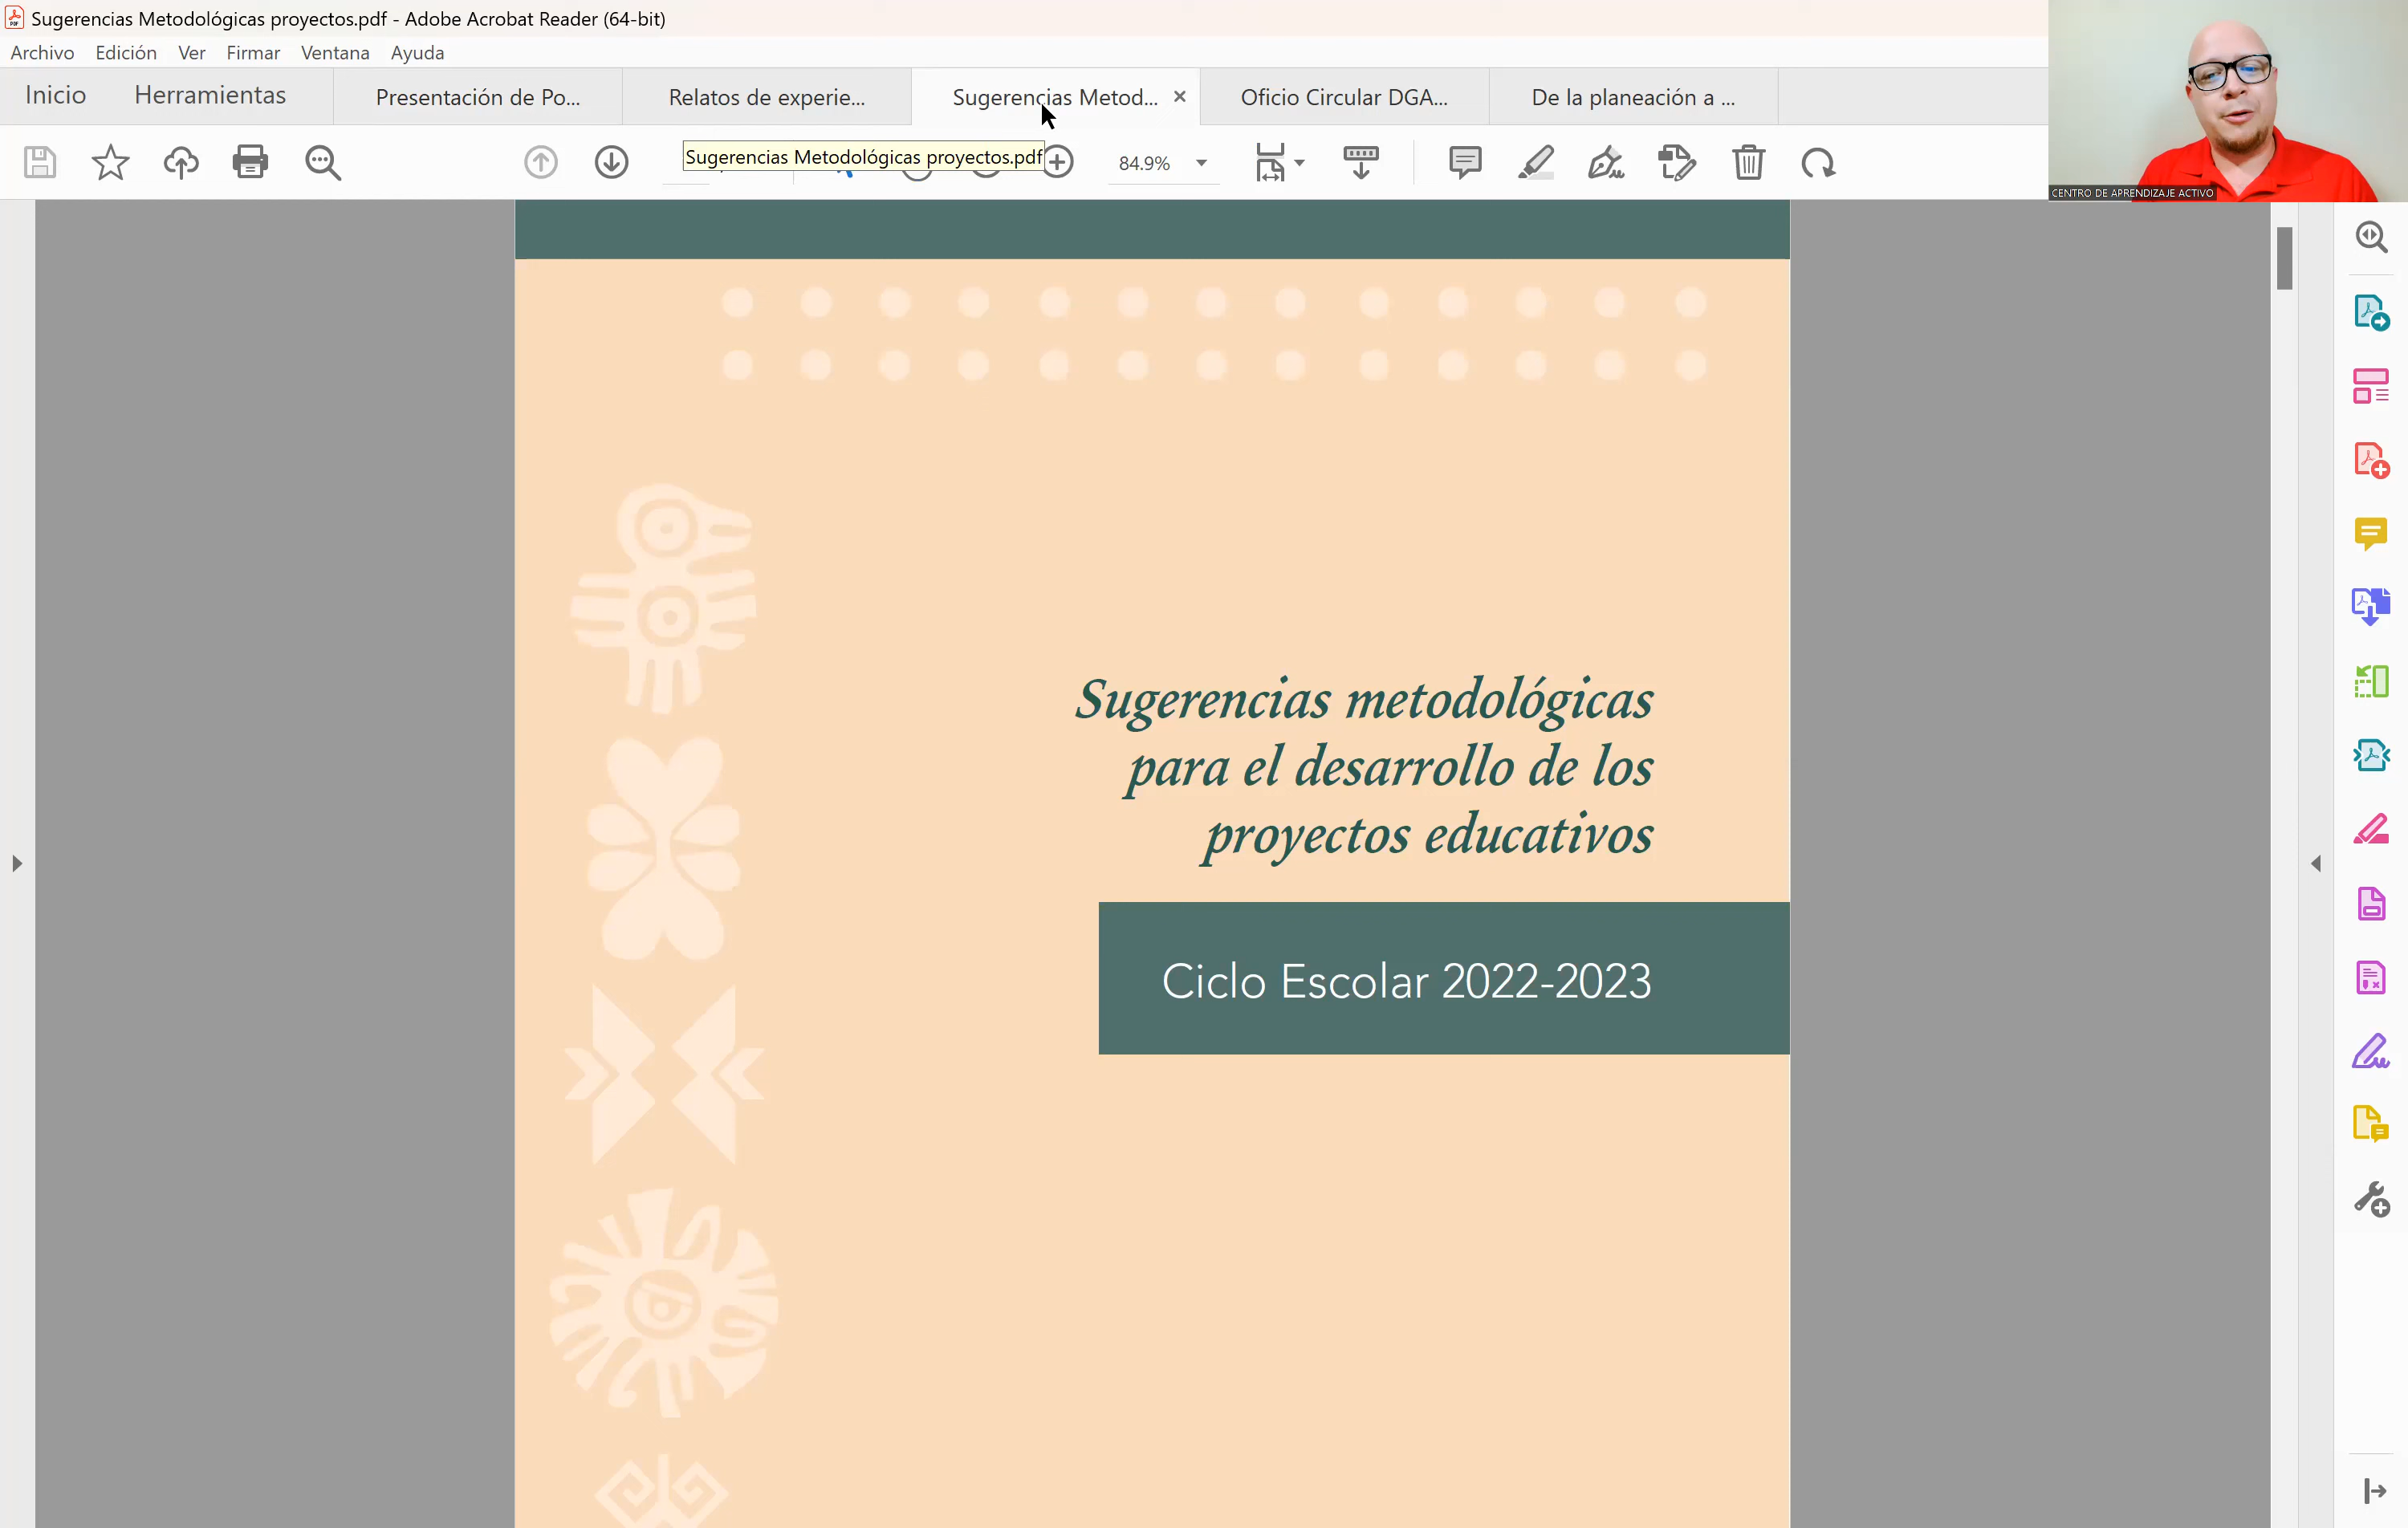 Sugerencias Metodológicas proyectos.pdf - Adobe Acrobat Reader (64-bit)
Archivo Edición Ver Firmar Ventana Ayuda
Inicio Herramientas Presentación de Po... Relatos de experie... Sugerencias Metod... × Oficio Circular DGA... De la planeación a ...
Sugerencias Metodológicas proyectos.pdf 84.9%
CENTRO DE APRENDIZAJE ACTIVO
Sugerencias metodológicas
para el desarrollo de los
proyectos educativos
Ciclo Escolar 2022-2023